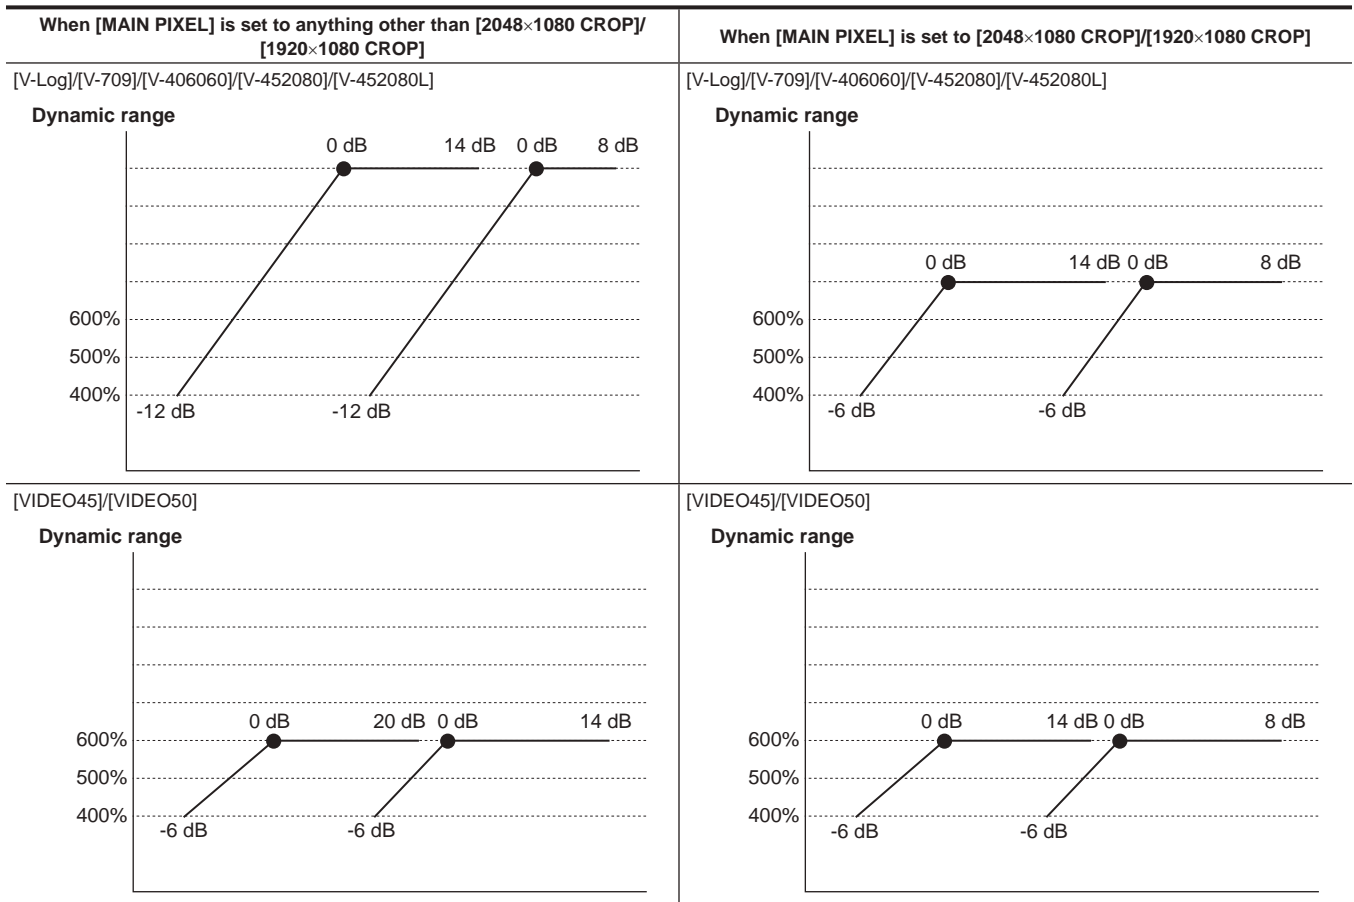 When [MAIN PIXEL] is set to anything other than [2048×1080 CROP]/
[1920×1080 CROP]
When [MAIN PIXEL] is set to [2048×1080 CROP]/[1920×1080 CROP]
[V-Log]/[V-709]/[V-406060]/[V-452080]/[V-452080L]
Dynamic range
0 dB 14 dB 0 dB 8 dB
600%
500%
400%
-12 dB -12 dB
[V-Log]/[V-709]/[V-406060]/[V-452080]/[V-452080L]
Dynamic range
0 dB 14 dB 0 dB 8 dB
600%
500%
400%
-6 dB -6 dB
[VIDEO45]/[VIDEO50]
Dynamic range
0 dB 20 dB 0 dB 14 dB
600%
500%
400%
-6 dB -6 dB
[VIDEO45]/[VIDEO50]
Dynamic range
0 dB 14 dB 0 dB 8 dB
600%
500%
400%
-6 dB -6 dB